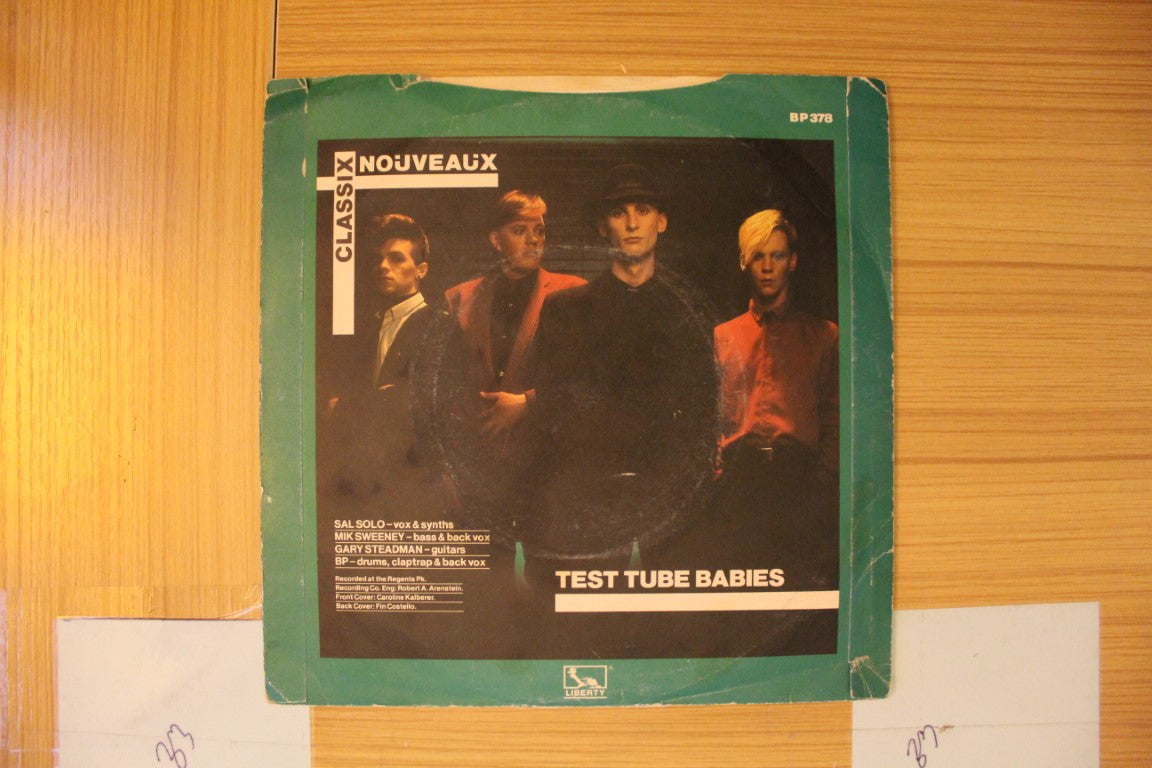 BP 378
CLASSIX
NOUVEAUX
SAL SOLO – vox & synths
MIK SWEENEY – bass & back vox
GARY STEADMAN – guitars
BP – drums, claptrap & back vox
Recorded at the Regents Pk.
Recording Co. Eng: Robert A. Arenstein.
Front Cover: Caroline Kalberer.
Back Cover: Fin Costello.
TEST TUBE BABIES
LIBERTY